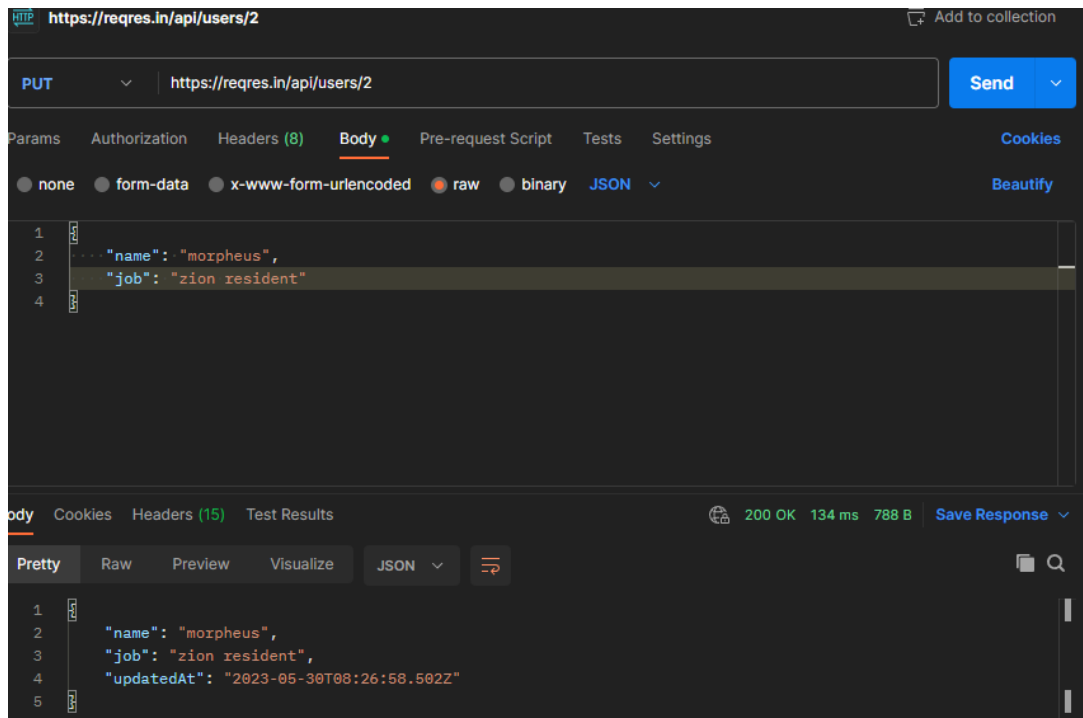 HTTP https://reqres.in/api/users/2 Add to collection
PUT https://reqres.in/api/users/2 Send
Params Authorization Headers (8) Body Pre-request Script Tests Settings Cookies
none form-data x-www-form-urlencoded raw binary JSON Beautify
1 {
2 "name": "morpheus",
3 "job": "zion resident"
4 }
ody Cookies Headers (15) Test Results 200 OK 134 ms 788 B Save Response
Pretty Raw Preview Visualize JSON
1 {
2 "name": "morpheus",
3 "job": "zion resident",
4 "updatedAt": "2023-05-30T08:26:58.502Z"
5 }